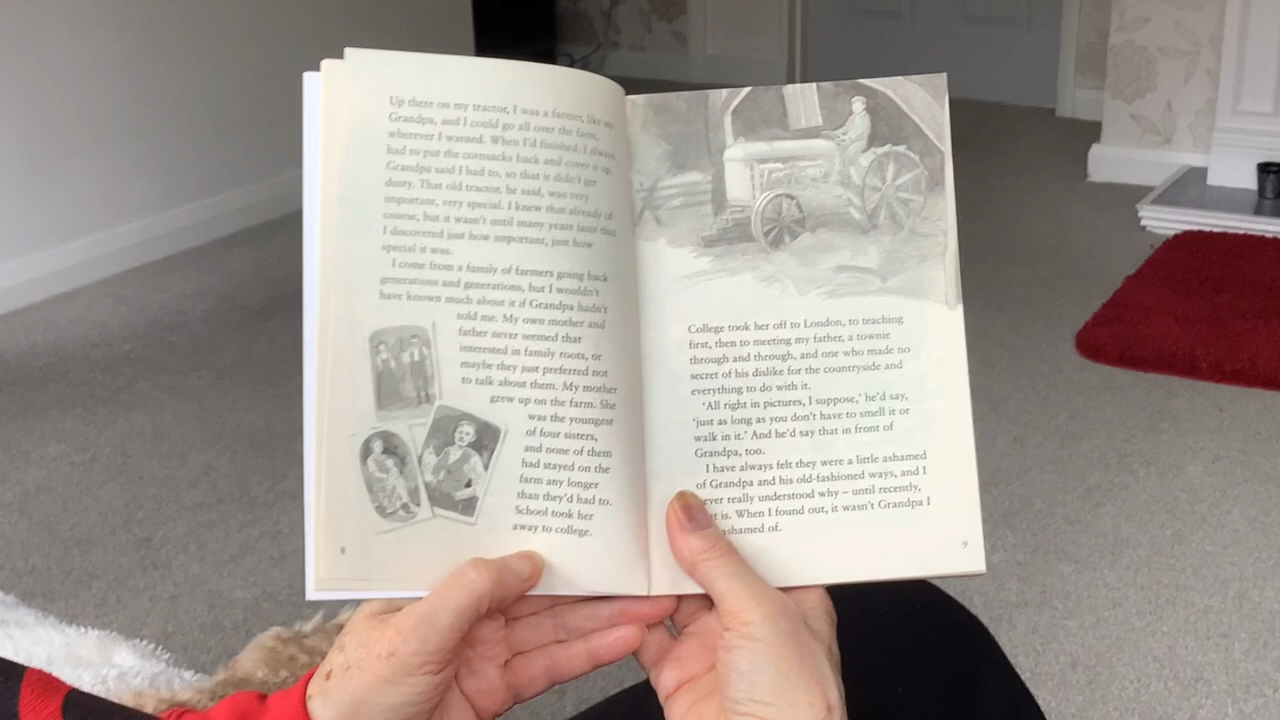 Up there on my tractor, I was a farmer, like my
Grandpa, and I could go all over the farm,
wherever I wanted. When I'd finished, I always
had to put the cornsacks back and cover it up.
Grandpa said I had to, so that it didn't get
dusty. That old tractor, he said, was very
important, very special. I knew that already of
course, but it wasn't until many years later that
I discovered just how important, just how
special it was.
I come from a family of farmers going back
generations and generations, but I wouldn't
have known much about it if Grandpa hadn't
told me. My own mother and
father never seemed that
interested in family roots, or
maybe they just preferred not
to talk about them. My mother
grew up on the farm. She
was the youngest
of four sisters,
and none of them
had stayed on the
farm any longer
than they'd had to.
School took her
away to college.
8
College took her off to London, to teaching
first, then to meeting my father, a townie
through and through, and one who made no
secret of his dislike for the countryside and
everything to do with it.
'All right in pictures, I suppose,' he'd say,
'just as long as you don't have to smell it or
walk in it.' And he'd say that in front of
Grandpa, too.
I have always felt they were a little ashamed
of Grandpa and his old-fashioned ways, and I
ever really understood why – until recently,
t is. When I found out, it wasn't Grandpa I
ashamed of.
9